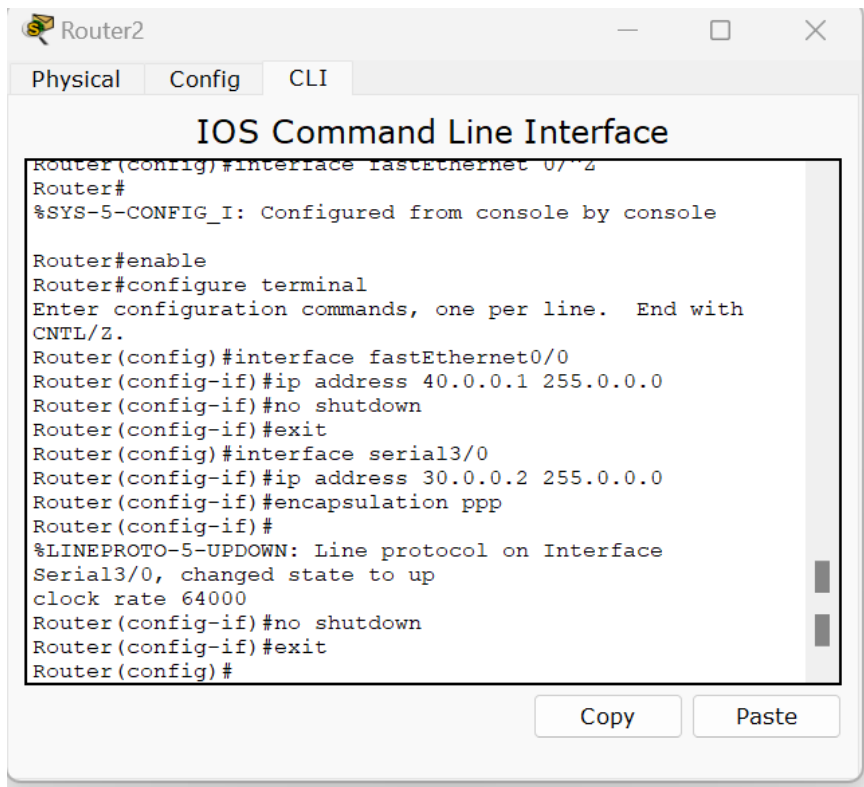 Router2
Physical Config CLI
IOS Command Line Interface
Router(config)#interface fastEthernet 0/^Z
Router#
%SYS-5-CONFIG_I: Configured from console by console
Router#enable
Router#configure terminal
Enter configuration commands, one per line.  End with
CNTL/Z.
Router(config)#interface fastEthernet0/0
Router(config-if)#ip address 40.0.0.1 255.0.0.0
Router(config-if)#no shutdown
Router(config-if)#exit
Router(config)#interface serial3/0
Router(config-if)#ip address 30.0.0.2 255.0.0.0
Router(config-if)#encapsulation ppp
Router(config-if)#
%LINEPROTO-5-UPDOWN: Line protocol on Interface
Serial3/0, changed state to up
clock rate 64000
Router(config-if)#no shutdown
Router(config-if)#exit
Router(config)#
Copy Paste